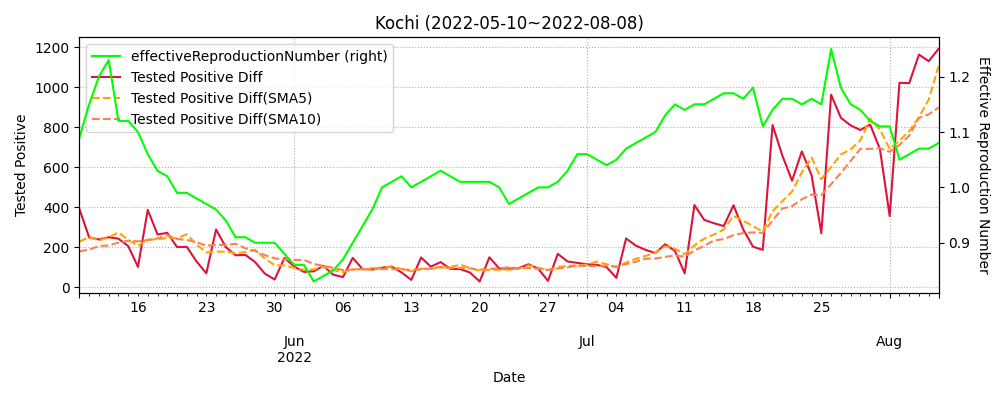 Kochi (2022-05-10~2022-08-08)
effectiveReproductionNumber (right)
Tested Positive Diff
Tested Positive Diff(SMA5)
Tested Positive Diff(SMA10)
Tested Positive
1200
1000
800
600
400
200
0
1.2
1.1
1.0
0.9
Effective Reproduction Number
16 23 30 06 13 20 27 04 11 18 25
Jun Jul Aug
2022
Date